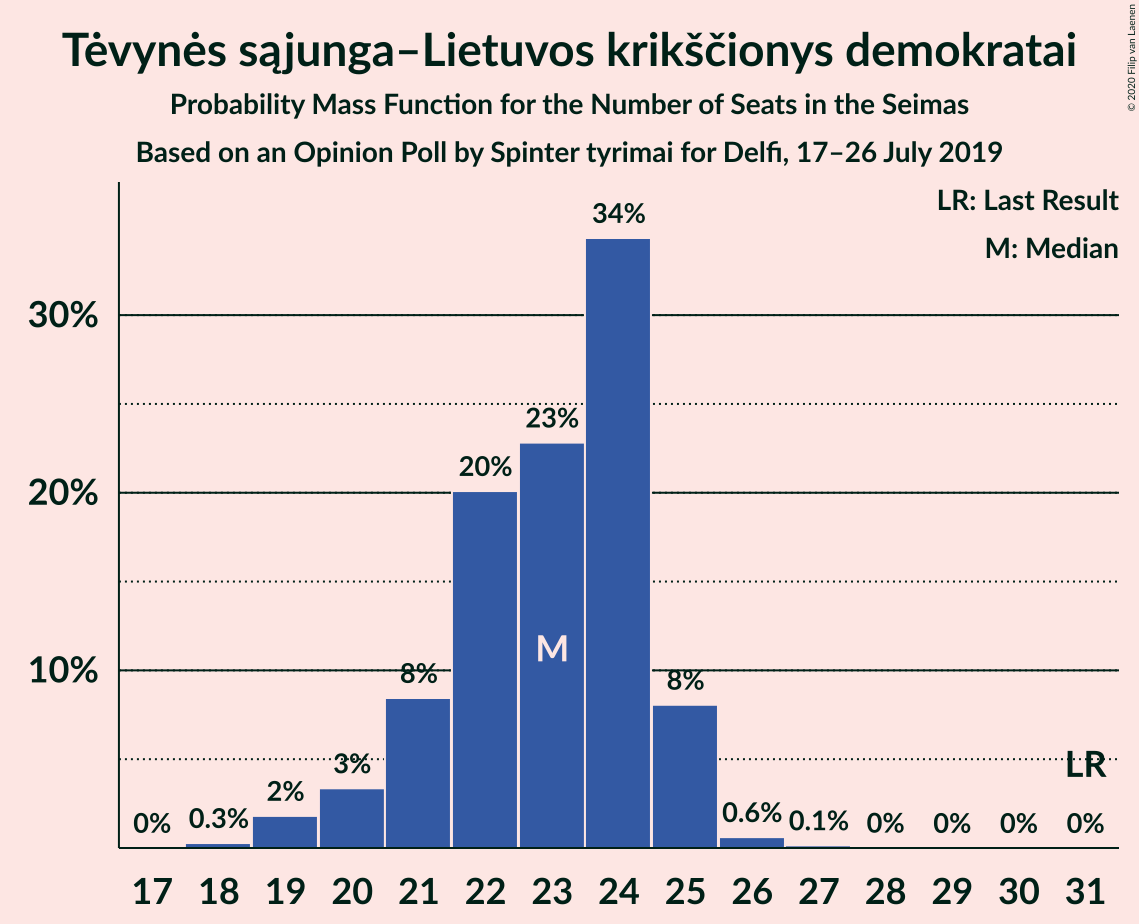 Tėvynės sąjunga–Lietuvos krikščionys demokratai
Probability Mass Function for the Number of Seats in the Seimas
Based on an Opinion Poll by Spinter tyrimai for Delfi, 17–26 July 2019
© 2020 Filip van Laenen
LR: Last Result
M: Median
34%
30%
23%
20%
20%
M
10%
8%
8%
3%
LR
2%
0%
0.3%
0.6%
0.1%
0%
0%
0%
0%
17 18 19 20 21 22 23 24 25 26 27 28 29 30 31